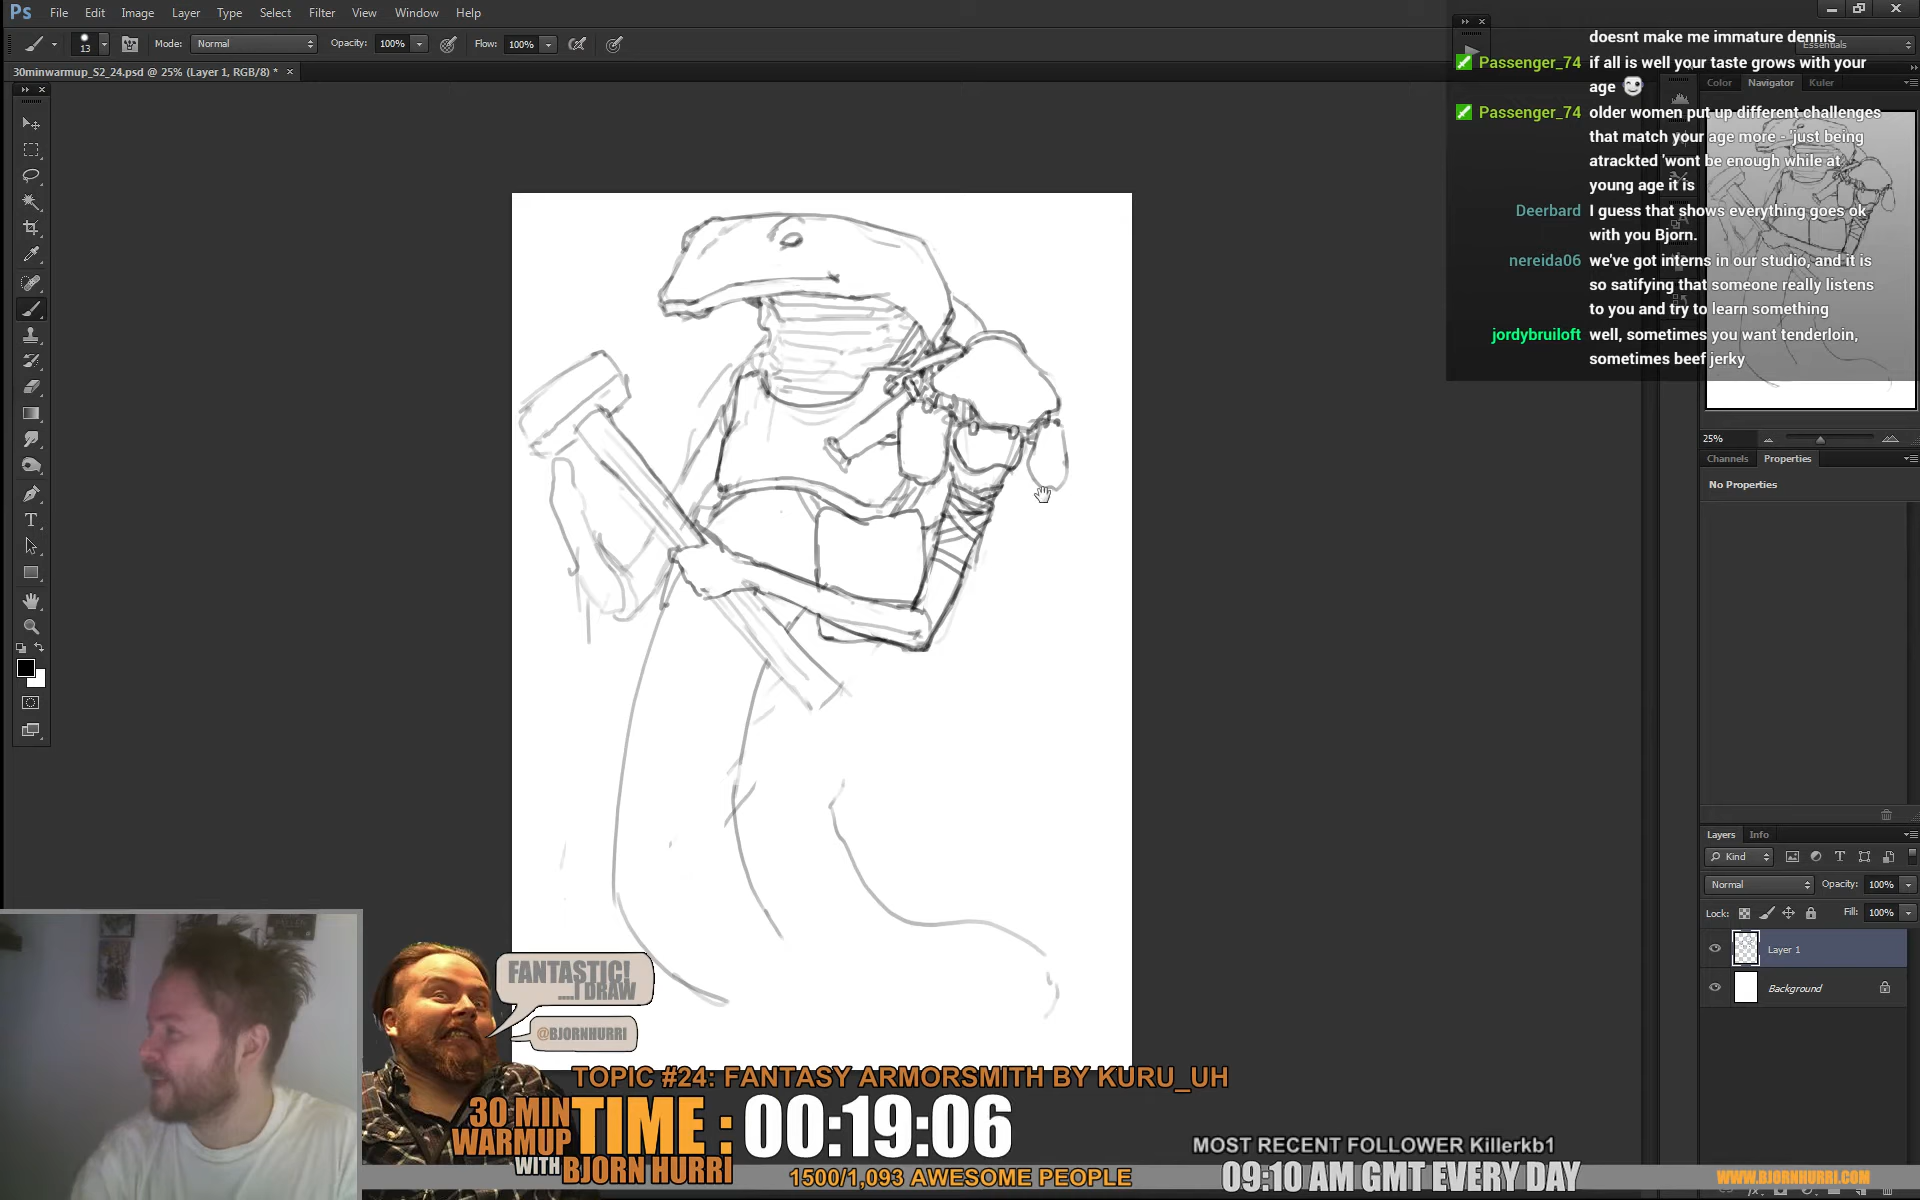 Ps File Edit Image Layer Type Select Filter View Window Help
13 Mode: Normal Opacity: 100% Flow: 100%
Essentials
30minwarmup_S2_24.psd @ 25% (Layer 1, RGB/8) *
doesnt make me immature dennis
Passenger_74 if all is well your taste grows with your
age
Passenger_74 older women put up different challenges
that match your age more - 'just being
atrackted 'wont be enough while at
young age it is
Deerbard I guess that shows everything goes ok
with you Bjorn.
nereida06 we've got interns in our studio, and it is
so satifying that someone really listens
to you and try to learn something
jordybruiloft well, sometimes you want tenderloin,
sometimes beef jerky
Color Navigator Kuler
25%
Channels Properties
No Properties
Layers Info
Kind
Normal Opacity: 100%
Lock: Fill: 100%
Layer 1
Background
FANTASTIC!
....I DRAW
@BJORNHURRI
TOPIC #24: FANTASY ARMORSMITH BY KURU_UH
30 MIN
WARMUP
WITH BJORN HURRI
TIME : 00:19:06
1500/1,093 AWESOME PEOPLE
MOST RECENT FOLLOWER Killerkb1
09:10 AM GMT EVERY DAY
WWW.BJORNHURRI.COM